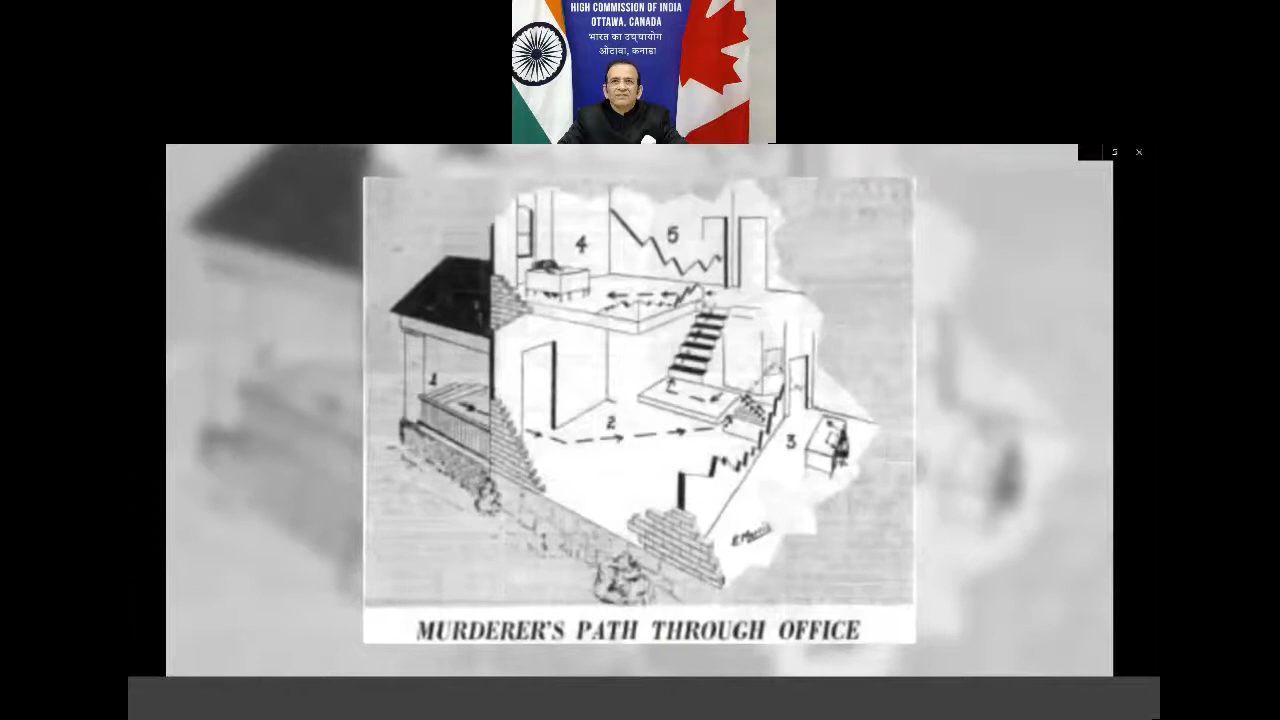 HIGH COMMISSION OF INDIA
OTTAWA, CANADA
भारत का उच्चायोग
ओटावा, कनाडा
4
5
1
2
3
MURDERER'S PATH THROUGH OFFICE